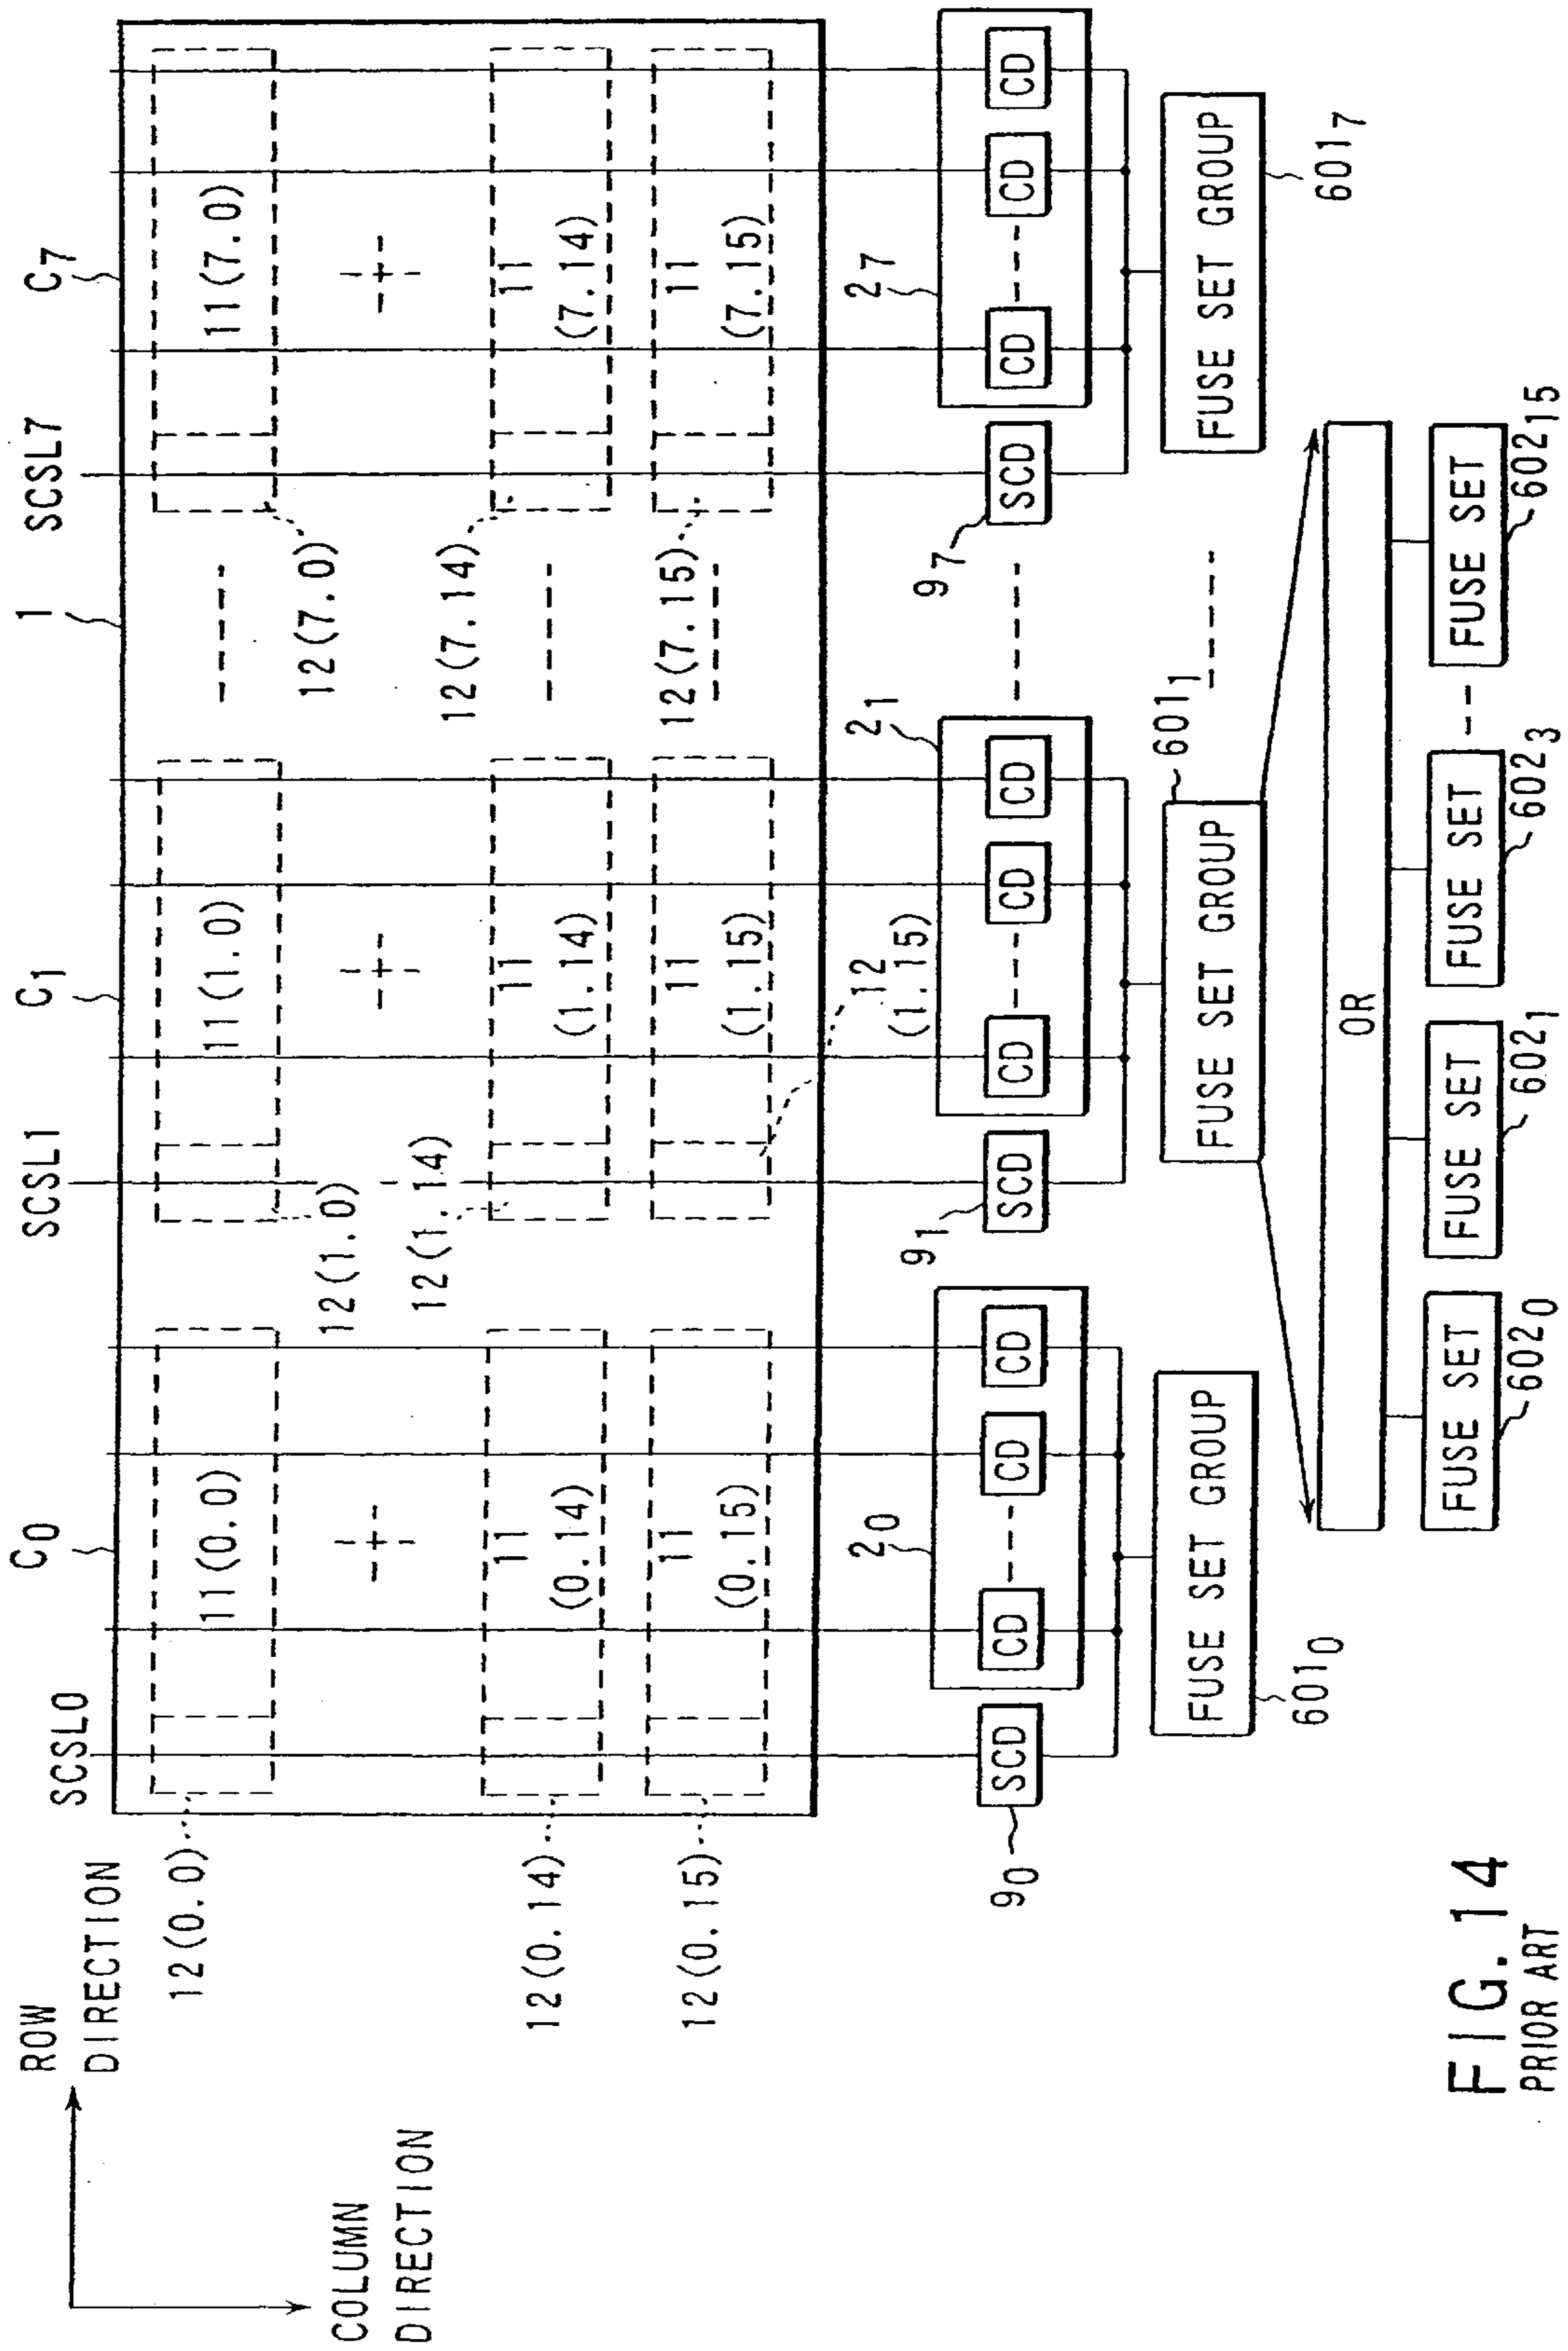 ROW
DIRECTION
COLUMN
DIRECTION
SCSL0
C0
SCSL1
C1
1
SCSL7
C7
12(0.0)
11(0.0)
12(1.0)
11(1.0)
12(7.0)
11(7.0)
12(0.14)
11
(0.14)
12(1.14)
11
(1.14)
12(7.14)
11
(7.14)
12(0.15)
11
(0.15)
12
(1.15)
11
(1.15)
12(7.15)
11
(7.15)
20
21
27
90
SCD
CD
CD
CD
91
SCD
CD
CD
CD
97
SCD
CD
CD
CD
FUSE SET GROUP
6010
FUSE SET GROUP
6011
FUSE SET GROUP
6017
OR
FUSE SET
6020
FUSE SET
6021
FUSE SET
6023
FUSE SET
60215
FIG. 14
PRIOR ART